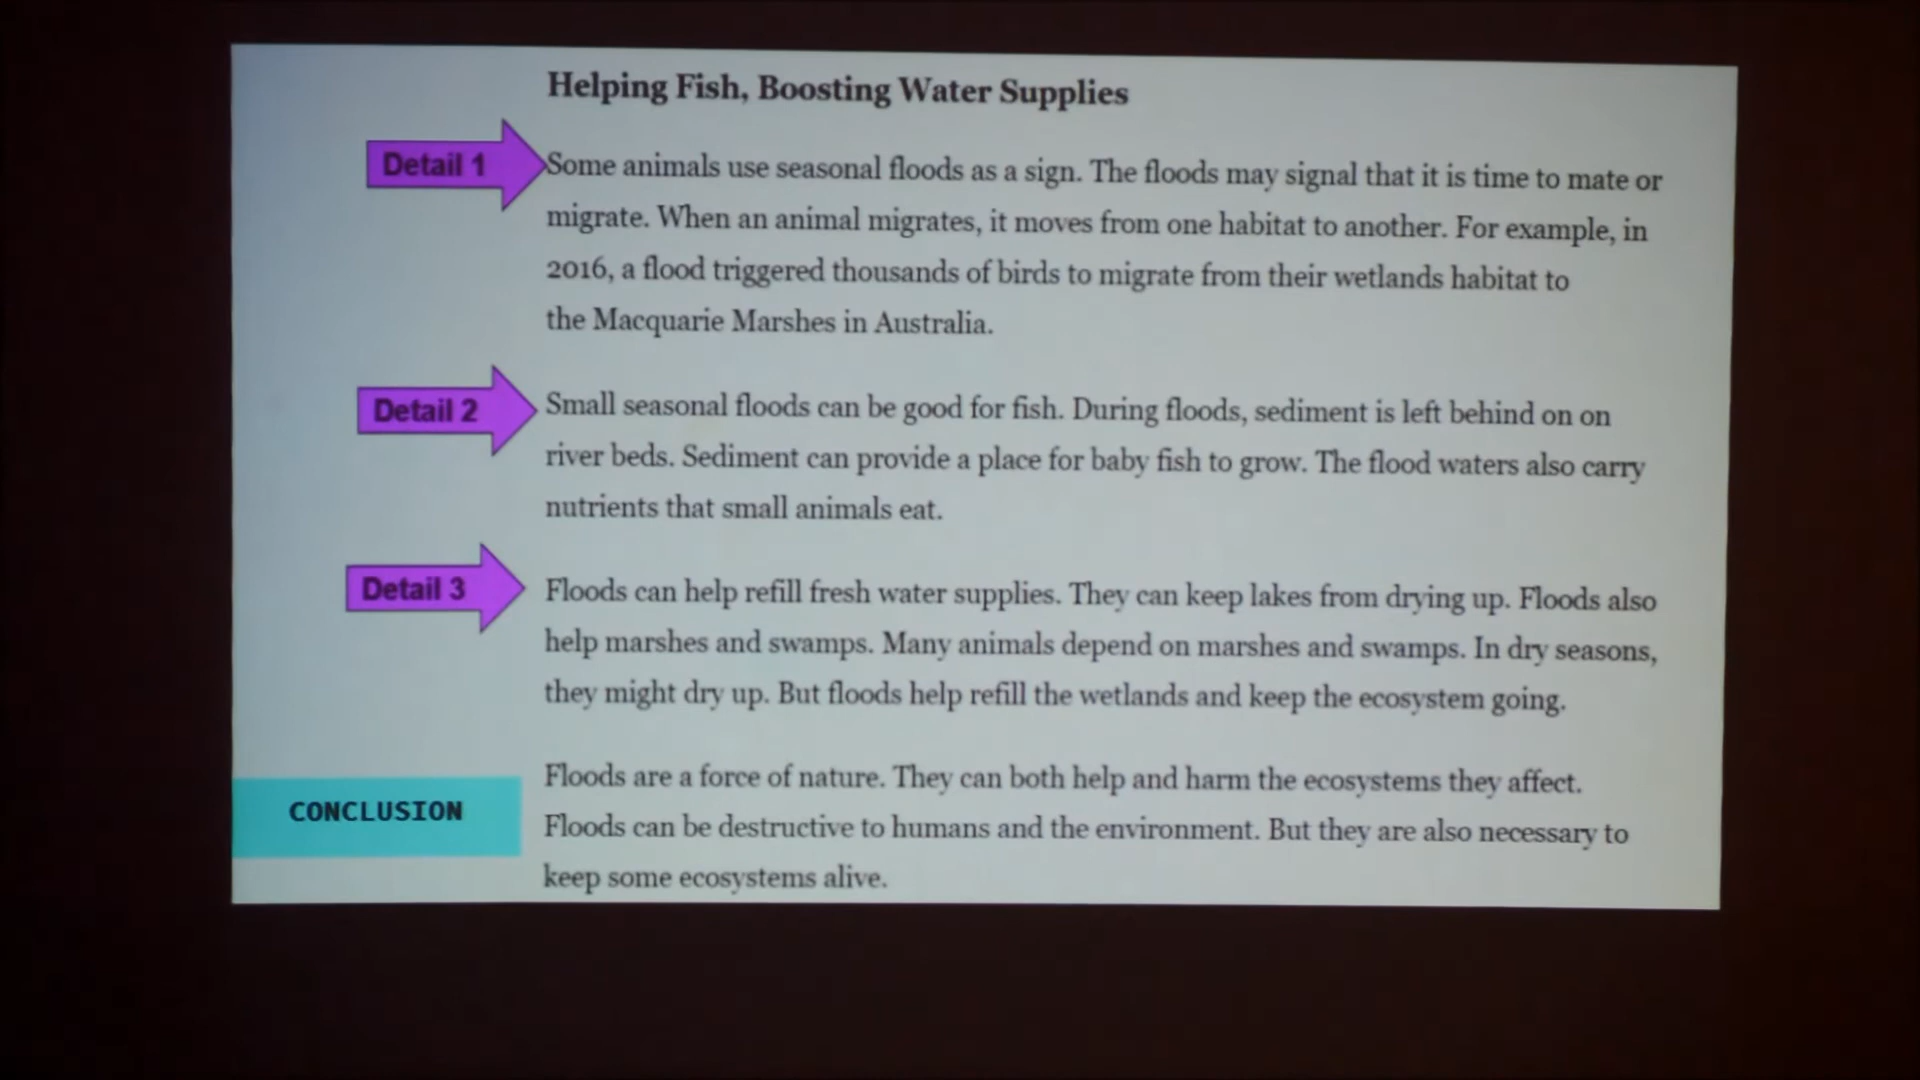 Helping Fish, Boosting Water Supplies
Detail 1
Some animals use seasonal floods as a sign. The floods may signal that it is time to mate or
migrate. When an animal migrates, it moves from one habitat to another. For example, in
2016, a flood triggered thousands of birds to migrate from their wetlands habitat to
the Macquarie Marshes in Australia.
Detail 2
Small seasonal floods can be good for fish. During floods, sediment is left behind on on
river beds. Sediment can provide a place for baby fish to grow. The flood waters also carry
nutrients that small animals eat.
Detail 3
Floods can help refill fresh water supplies. They can keep lakes from drying up. Floods also
help marshes and swamps. Many animals depend on marshes and swamps. In dry seasons,
they might dry up. But floods help refill the wetlands and keep the ecosystem going.
CONCLUSION
Floods are a force of nature. They can both help and harm the ecosystems they affect.
Floods can be destructive to humans and the environment. But they are also necessary to
keep some ecosystems alive.